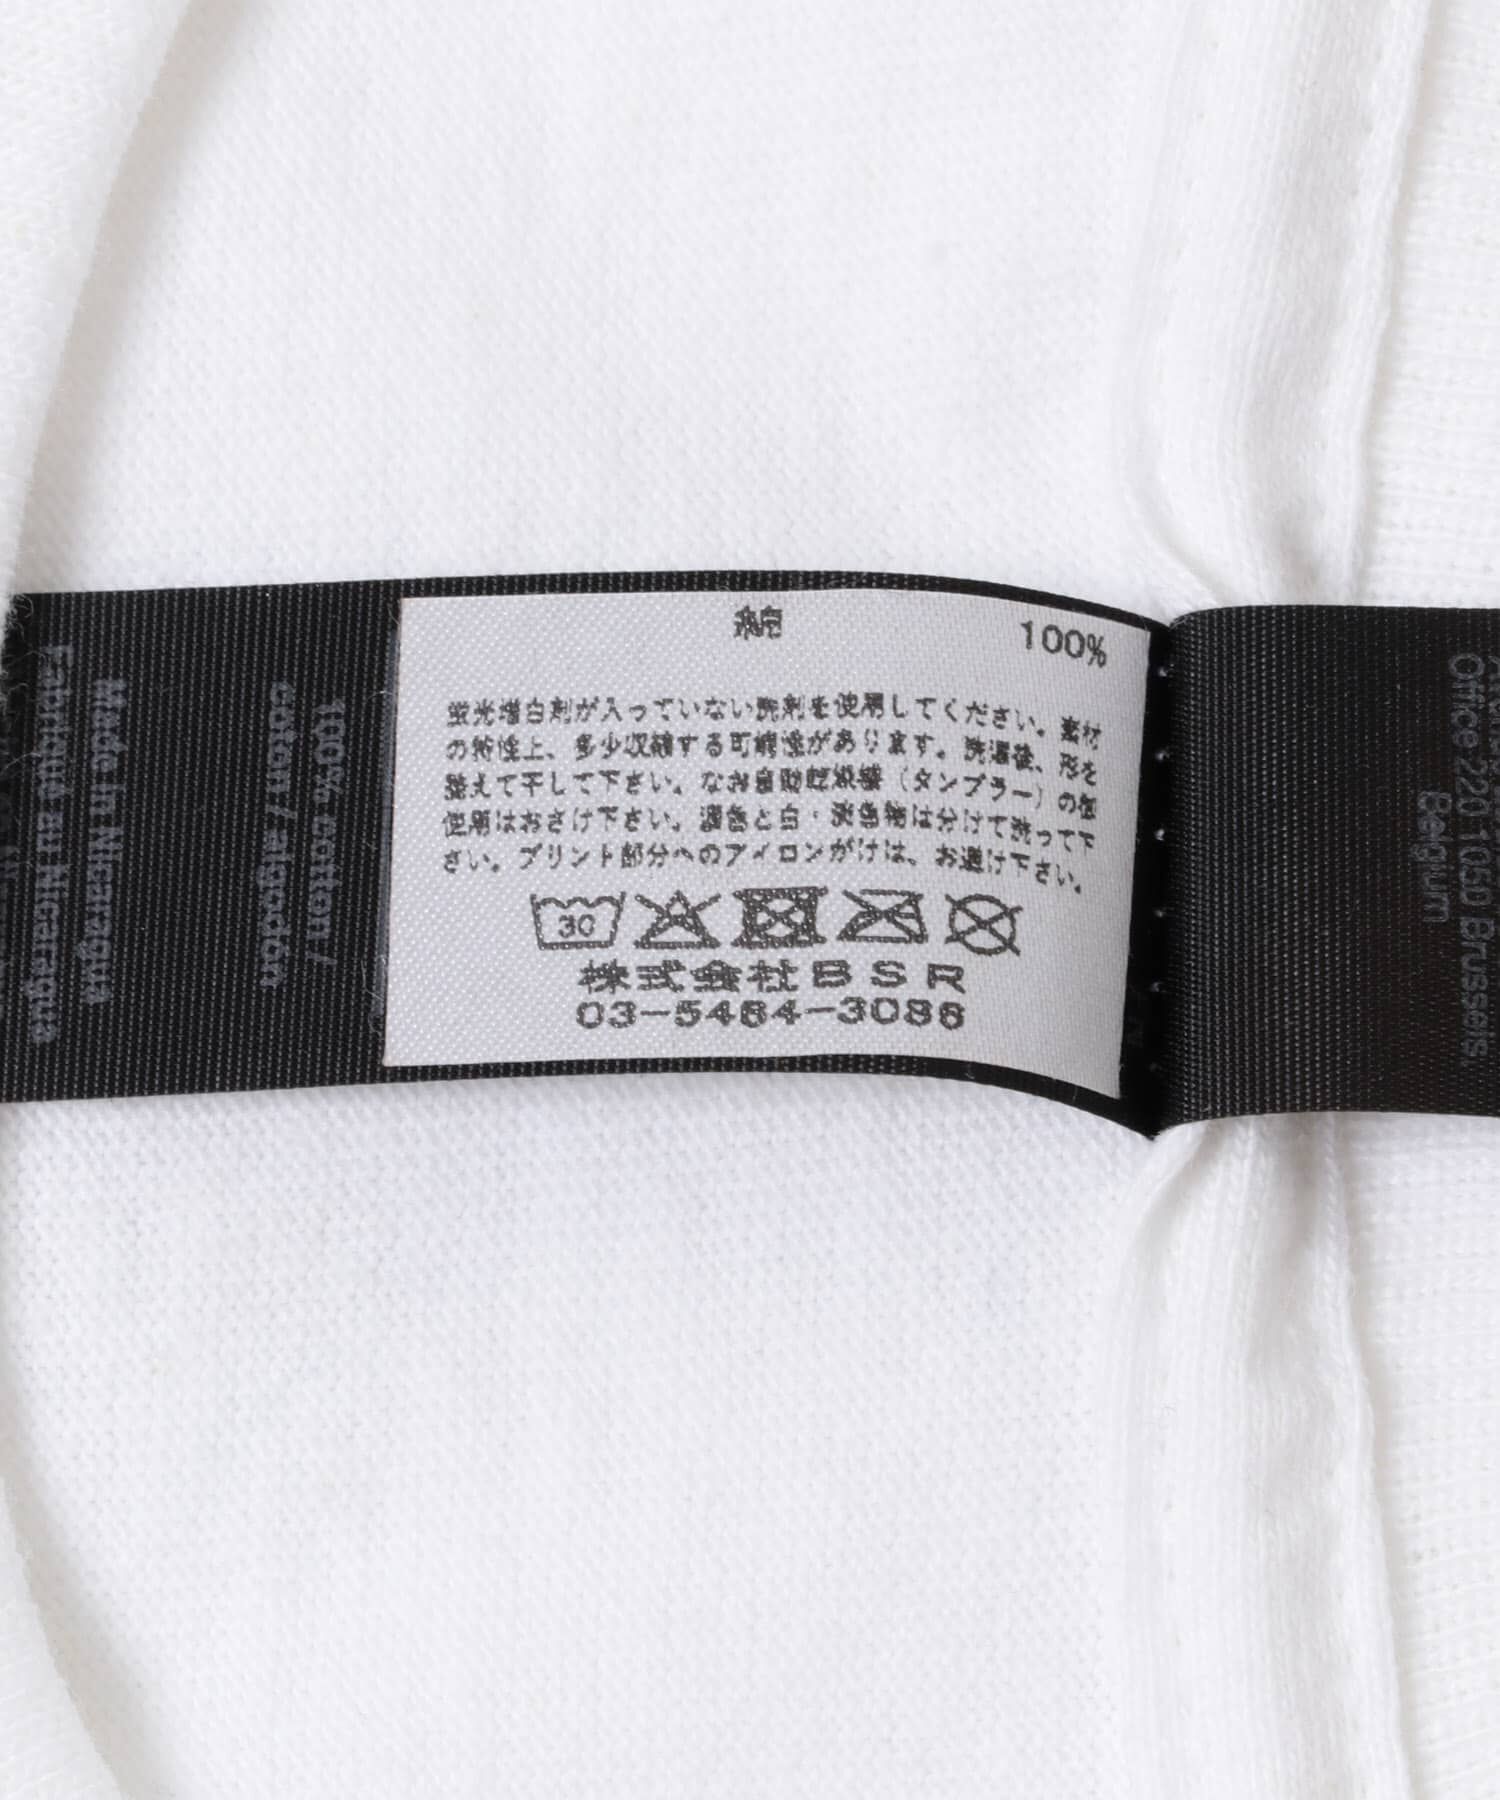 綿 100%
蛍光増白剤が入っていない洗剤を使用してください。素材
の特性上、多少収縮する可能性があります。洗濯後、形を
整えて干して下さい。なお自動乾燥機（タンブラー）の御
使用はおさけ下さい。濃色と白・淡色物は分けて洗って下
さい。プリント部分へのアイロンがけは、お避け下さい。
30
株式会社BSR
03-5464-3086
100% cotton /
coton / algodón
Made in Nicaragua
Fabriqué au Nicaragua
Office 220 1050 Brussels.
Belgium